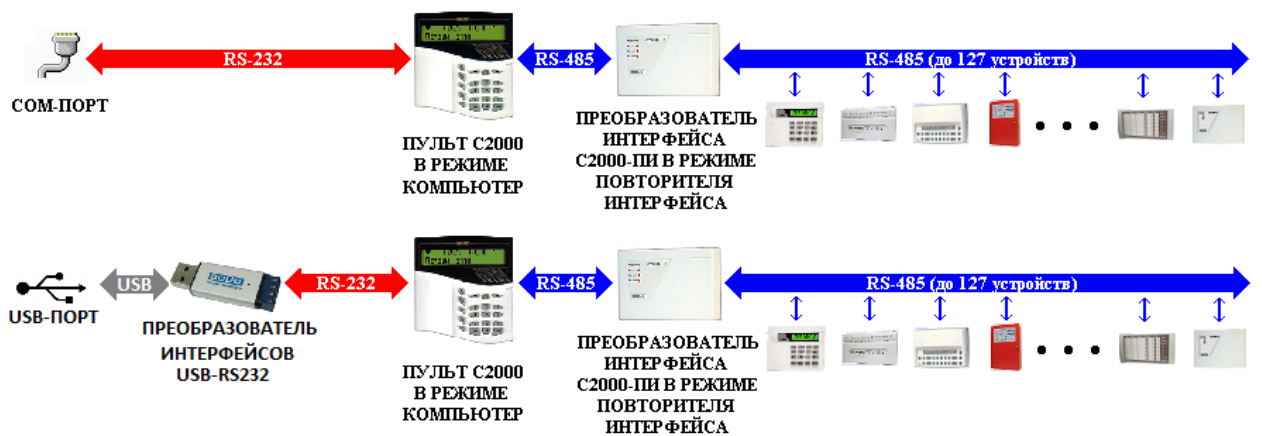 RS-232
RS-485
RS-485 (до 127 устройств)
COM-ПОРТ
ПУЛЬТ С2000
В РЕЖИМЕ
КОМПЬЮТЕР
ПРЕОБРАЗОВАТЕЛЬ
ИНТЕРФЕЙСА
С2000-ПИ В РЕЖИМЕ
ПОВТОРИТЕЛЯ
ИНТЕРФЕЙСА
USB
RS-232
RS-485
RS-485 (до 127 устройств)
USB-ПОРТ
ПРЕОБРАЗОВАТЕЛЬ
ИНТЕРФЕЙСОВ
USB-RS232
ПУЛЬТ С2000
В РЕЖИМЕ
КОМПЬЮТЕР
ПРЕОБРАЗОВАТЕЛЬ
ИНТЕРФЕЙСА
С2000-ПИ В РЕЖИМЕ
ПОВТОРИТЕЛЯ
ИНТЕРФЕЙСА